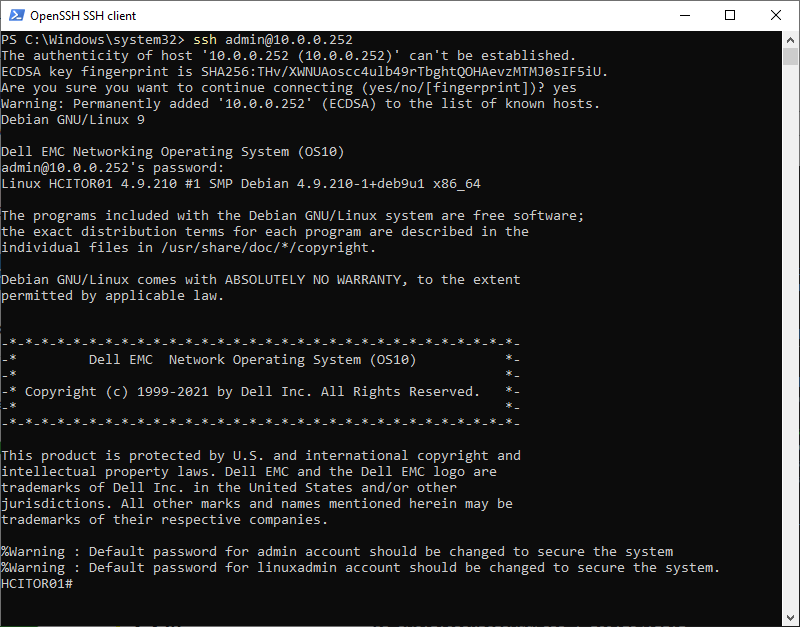 OpenSSH SSH client
PS C:\Windows\system32> ssh admin@10.0.0.252
The authenticity of host '10.0.0.252 (10.0.0.252)' can't be established.
ECDSA key fingerprint is SHA256:THv/XWNUAoscc4ulb49rTbghtQOHAevzMTMJ0sIF5iU.
Are you sure you want to continue connecting (yes/no/[fingerprint])? yes
Warning: Permanently added '10.0.0.252' (ECDSA) to the list of known hosts.
Debian GNU/Linux 9
Dell EMC Networking Operating System (OS10)
admin@10.0.0.252's password:
Linux HCITOR01 4.9.210 #1 SMP Debian 4.9.210-1+deb9u1 x86_64
The programs included with the Debian GNU/Linux system are free software;
the exact distribution terms for each program are described in the
individual files in /usr/share/doc/*/copyright.
Debian GNU/Linux comes with ABSOLUTELY NO WARRANTY, to the extent
permitted by applicable law.
-*-*-*-*-*-*-*-*-*-*-*-*-*-*-*-*-*-*-*-*-*-*-*-*-*-*-*-*-*-*-*-*-
-*         Dell EMC  Network Operating System (OS10)           *-
-*                                                             *-
-* Copyright (c) 1999-2021 by Dell Inc. All Rights Reserved.   *-
-*                                                             *-
-*-*-*-*-*-*-*-*-*-*-*-*-*-*-*-*-*-*-*-*-*-*-*-*-*-*-*-*-*-*-*-*-
This product is protected by U.S. and international copyright and
intellectual property laws. Dell EMC and the Dell EMC logo are
trademarks of Dell Inc. in the United States and/or other
jurisdictions. All other marks and names mentioned herein may be
trademarks of their respective companies.
%Warning : Default password for admin account should be changed to secure the system
%Warning : Default password for linuxadmin account should be changed to secure the system.
HCITOR01#